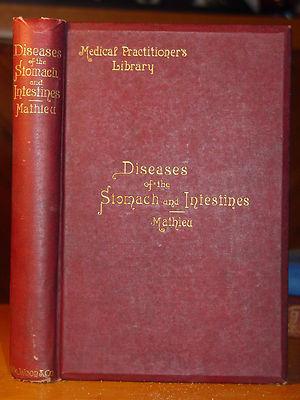 Diseases
of the
Stomach
and
Intestines
Mathieu
Medical Practitioner's
Library
Diseases
of the
Stomach and Intestines
Mathieu